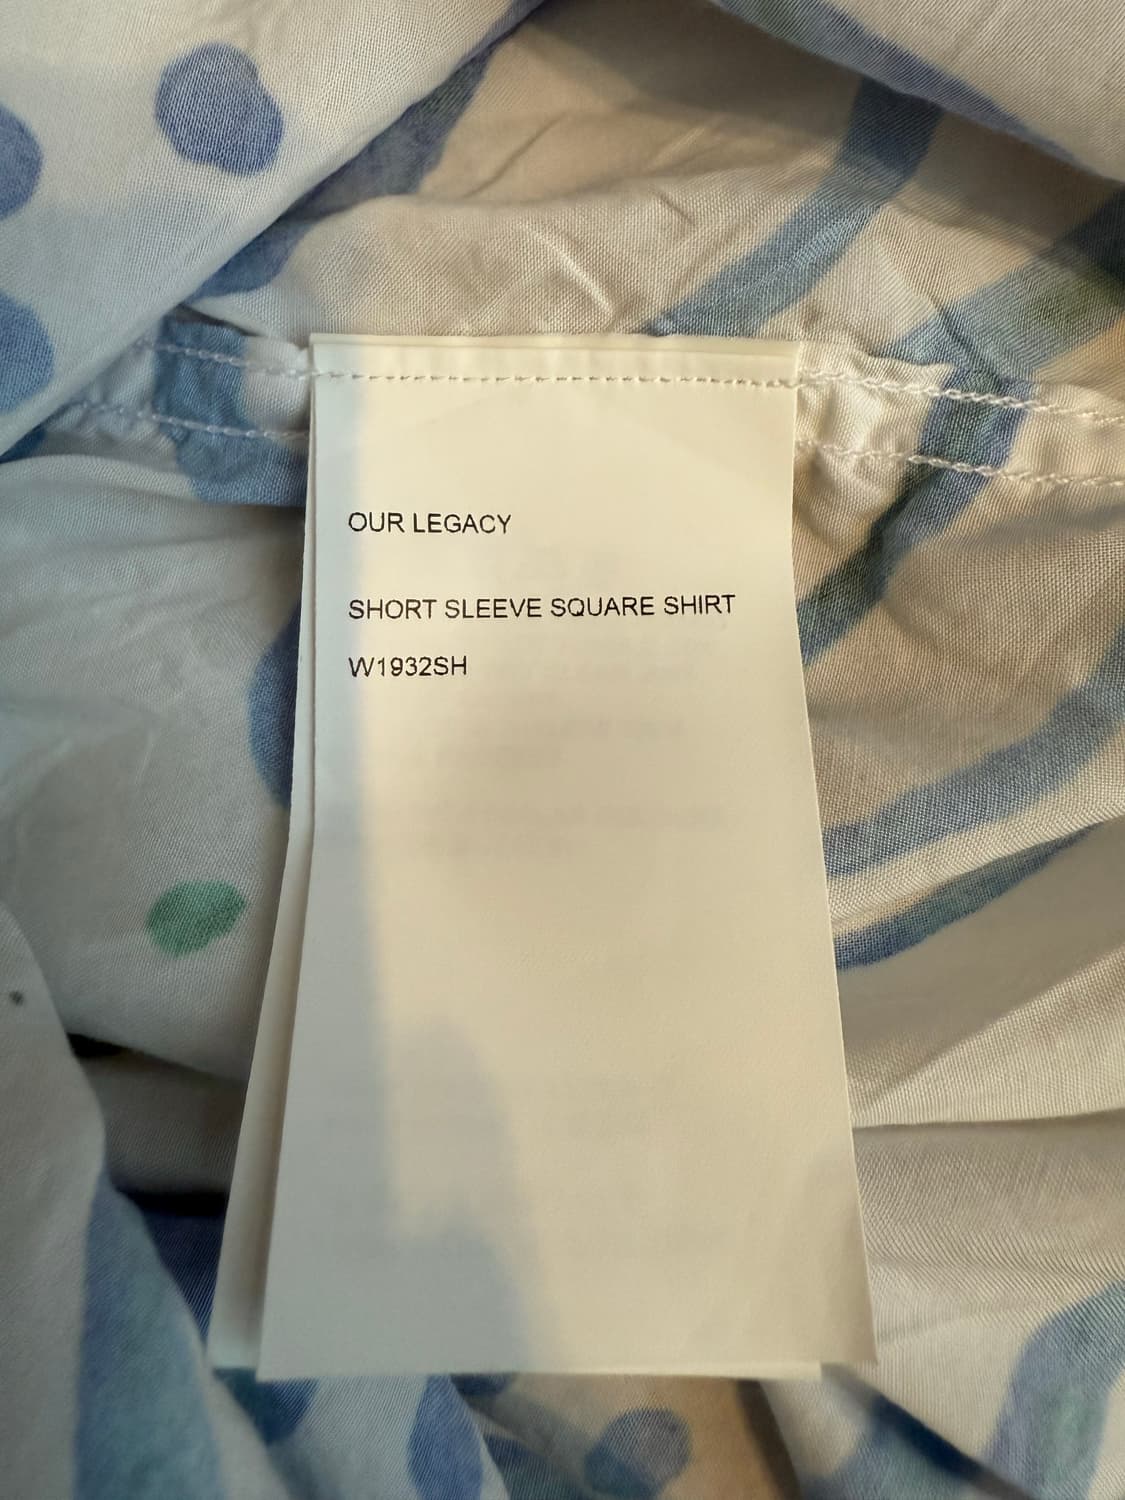 OUR LEGACY
SHORT SLEEVE SQUARE SHIRT
W1932SH